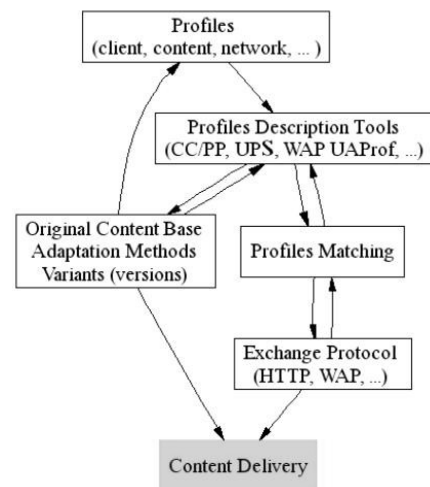 Profiles
(client, content, network, ... )
Profiles Description Tools
(CC/PP, UPS, WAP UAProf, ...)
Original Content Base
Adaptation Methods
Variants (versions)
Profiles Matching
Exchange Protocol
(HTTP, WAP, ...)
Content Delivery